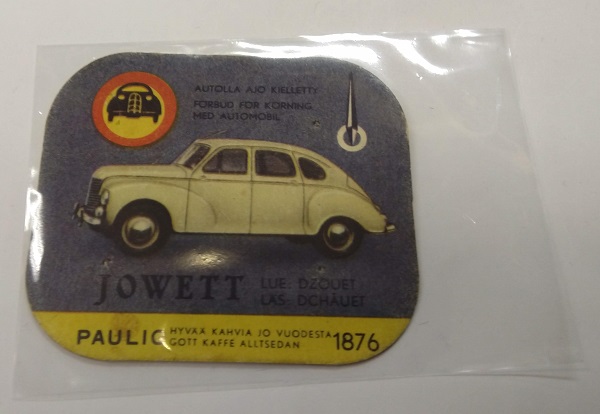 AUTOLLA AJO KIELLETTY
FÖRBUD FÖR KÖRNING
MED AUTOMOBIL
JOWETT
LUE: DZOUET
LÄS: DCHÅUET
PAULIG
HYVÄÄ KAHVIA JO VUODESTA
GOTT KAFFE ALLTSEDAN
1876